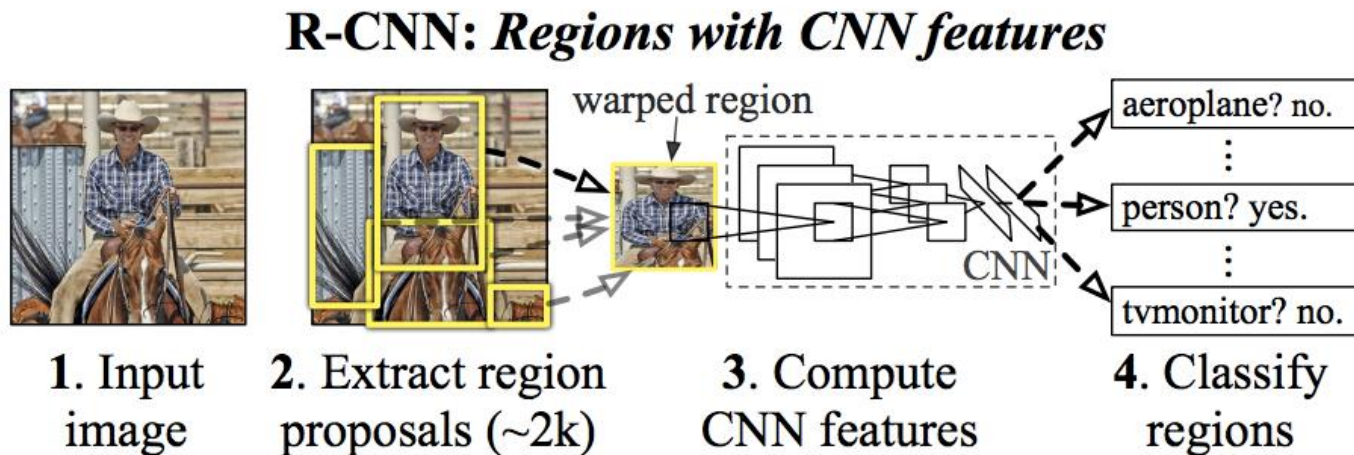 R-CNN: Regions with CNN features
warped region
aeroplane? no.
⋮
person? yes.
⋮
tvmonitor? no.
CNN
1. Input
image
2. Extract region
proposals (~2k)
3. Compute
CNN features
4. Classify
regions